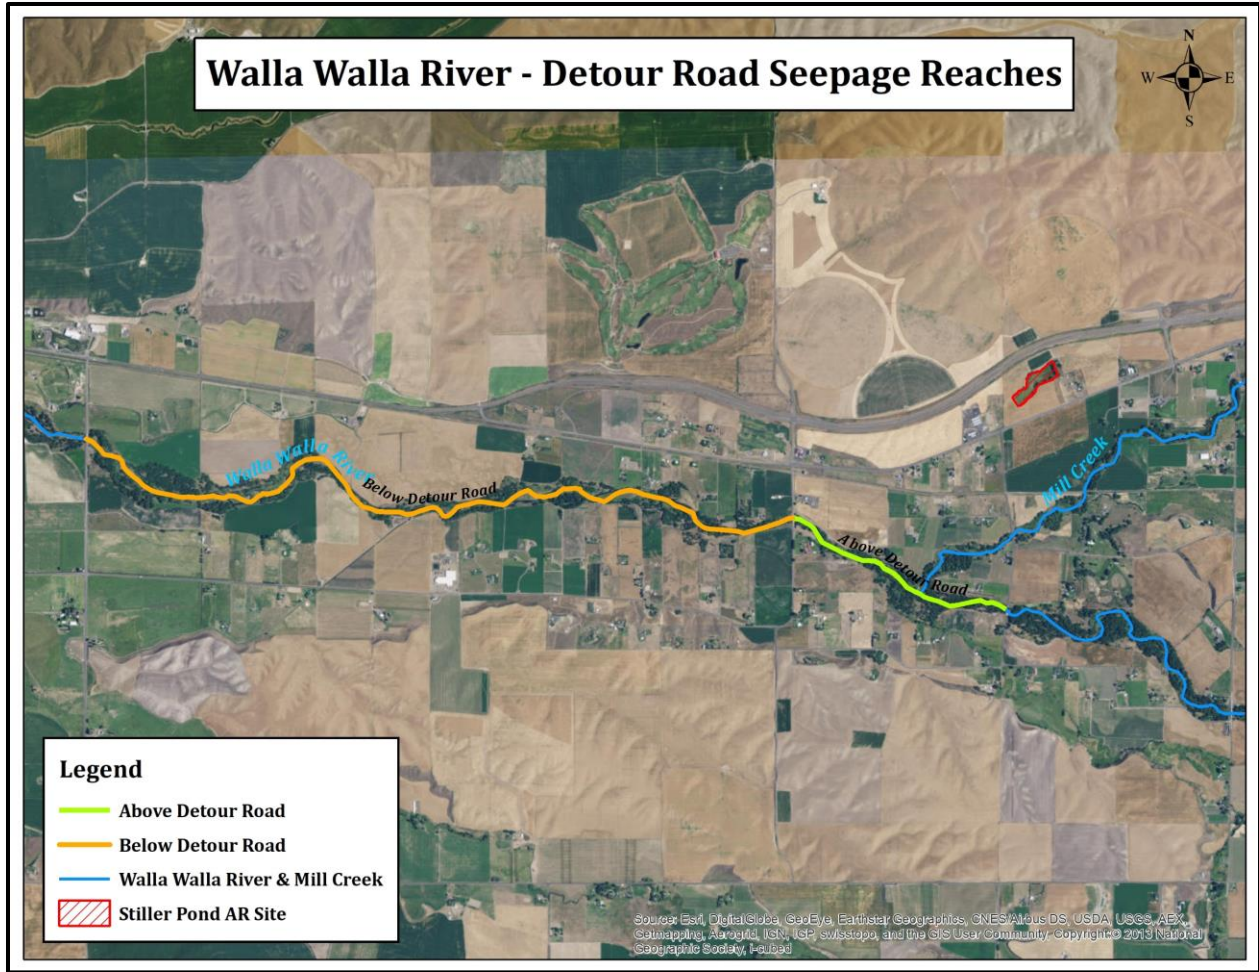 Walla Walla River - Detour Road Seepage Reaches
N
W
E
S
Mill Creek
Walla Walla River
Below Detour Road
Above Detour Road
Legend
Above Detour Road
Below Detour Road
Walla Walla River & Mill Creek
Stiller Pond AR Site
Source: Esri, DigitalGlobe, GeoEye, Earthstar Geographics, CNES/Airbus DS, USDA, USGS, AEX,
Getmapping, Aerogrid, IGN, IGP, swisstopo, and the GIS User Community Copyright:© 2013 National
Geographic Society, i-cubed